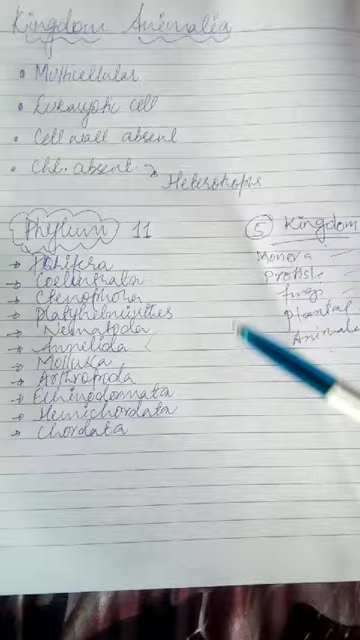 Kingdom Animalia
• Multicellular
• Eukaryotic cell
• Cell wall absent
• Chl. absent → Heterotrophs
Phylum 11
→ Porifera
→ Coelenterata
→ Ctenophora
→ Platyhelminthes
→ Nematoda
→ Annelida
→ Mollusca
→ Arthropoda
→ Echinodermata
→ Hemichordata
→ Chordata
5 Kingdom
Monera
Protist
fungi
Plantae
Animalia